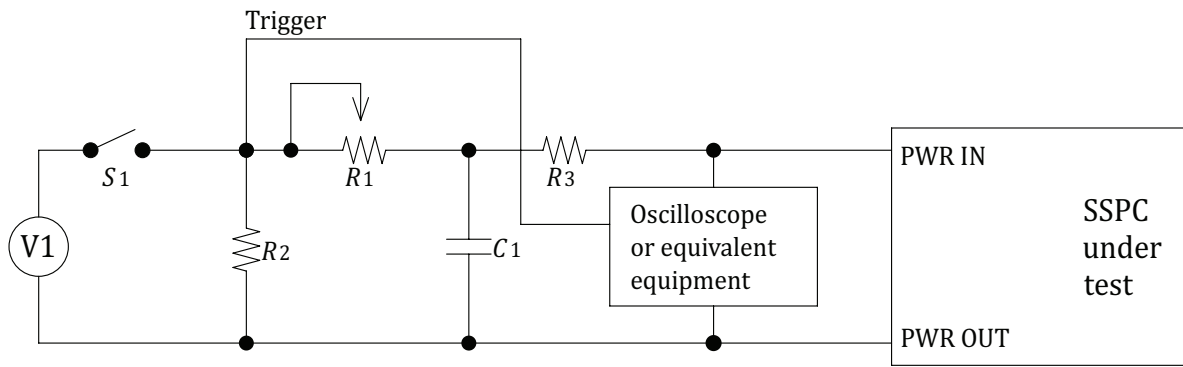 Trigger
S1
R1
R3
PWR IN
V1
R2
C1
Oscilloscope
or equivalent
equipment
SSPC
under
test
PWR OUT